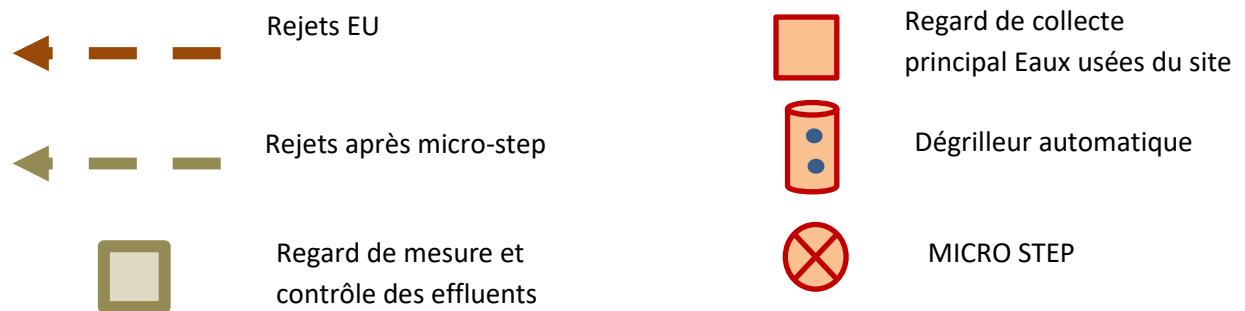 Rejets EU
Rejets après micro-step
Regard de mesure et
contrôle des effluents
Regard de collecte
principal Eaux usées du site
Dégrilleur automatique
MICRO STEP